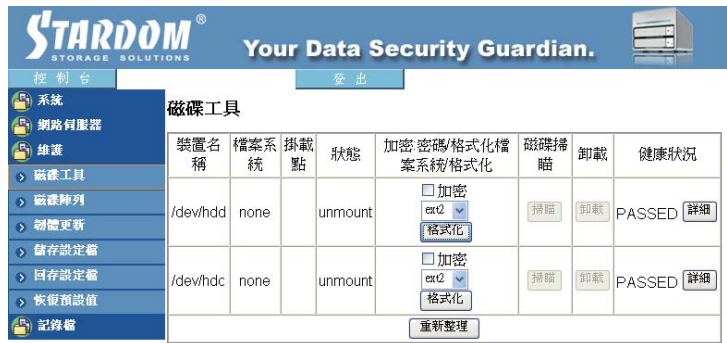 STARDOM®
STORAGE SOLUTIONS
Your Data Security Guardian.
控制台
登出
系統
網路伺服器
維護
磁碟工具
磁碟陣列
韌體更新
儲存設定檔
回存設定檔
恢復預設值
記錄檔
磁碟工具
裝置名稱 檔案系統 掛載點 狀態 加密:密碼/格式化檔案系統/格式化 磁碟掃瞄 卸載 健康狀況
/dev/hdd none unmount 加密 ext2 格式化 掃瞄 卸載 PASSED 詳細
/dev/hdc none unmount 加密 ext2 格式化 掃瞄 卸載 PASSED 詳細
重新整理